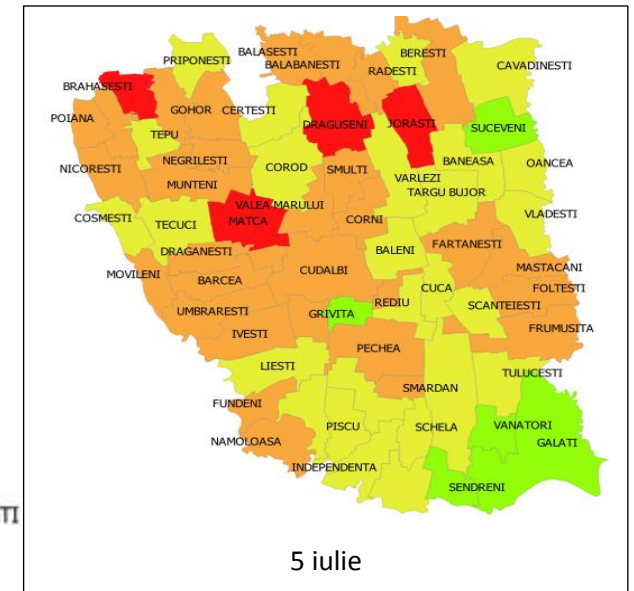 BALASESTI
BERESTI
PRIPONESTI
BALABANESTI
CAVADINESTI
RADESTI
BRAHASESTI
GOHOR
CERTESTI
POIANA
DRAGUSENI
JORASTI
SUCEVENI
TEPU
NEGRILESTI
BANEASA
OANCEA
NICORESTI
COROD
SMULTI
VARLEZI
MUNTENI
TARGU BUJOR
VALEA MARULUI
COSMESTI
MATCA
CORNI
VLADESTI
TECUCI
DRAGANESTI
BALENI
FARTANESTI
MOVILENI
CUDALBI
MASTACANI
BARCEA
CUCA
FOLTESTI
REDIU
SCANTEIESTI
UMBRARESTI
GRIVITA
FRUMUSITA
IVESTI
PECHEA
LIESTI
TULUCESTI
SMARDAN
FUNDENI
PISCU
SCHELA
VANATORI
NAMOLOASA
GALATI
INDEPENDENTA
SENDRENI
TI
5 iulie